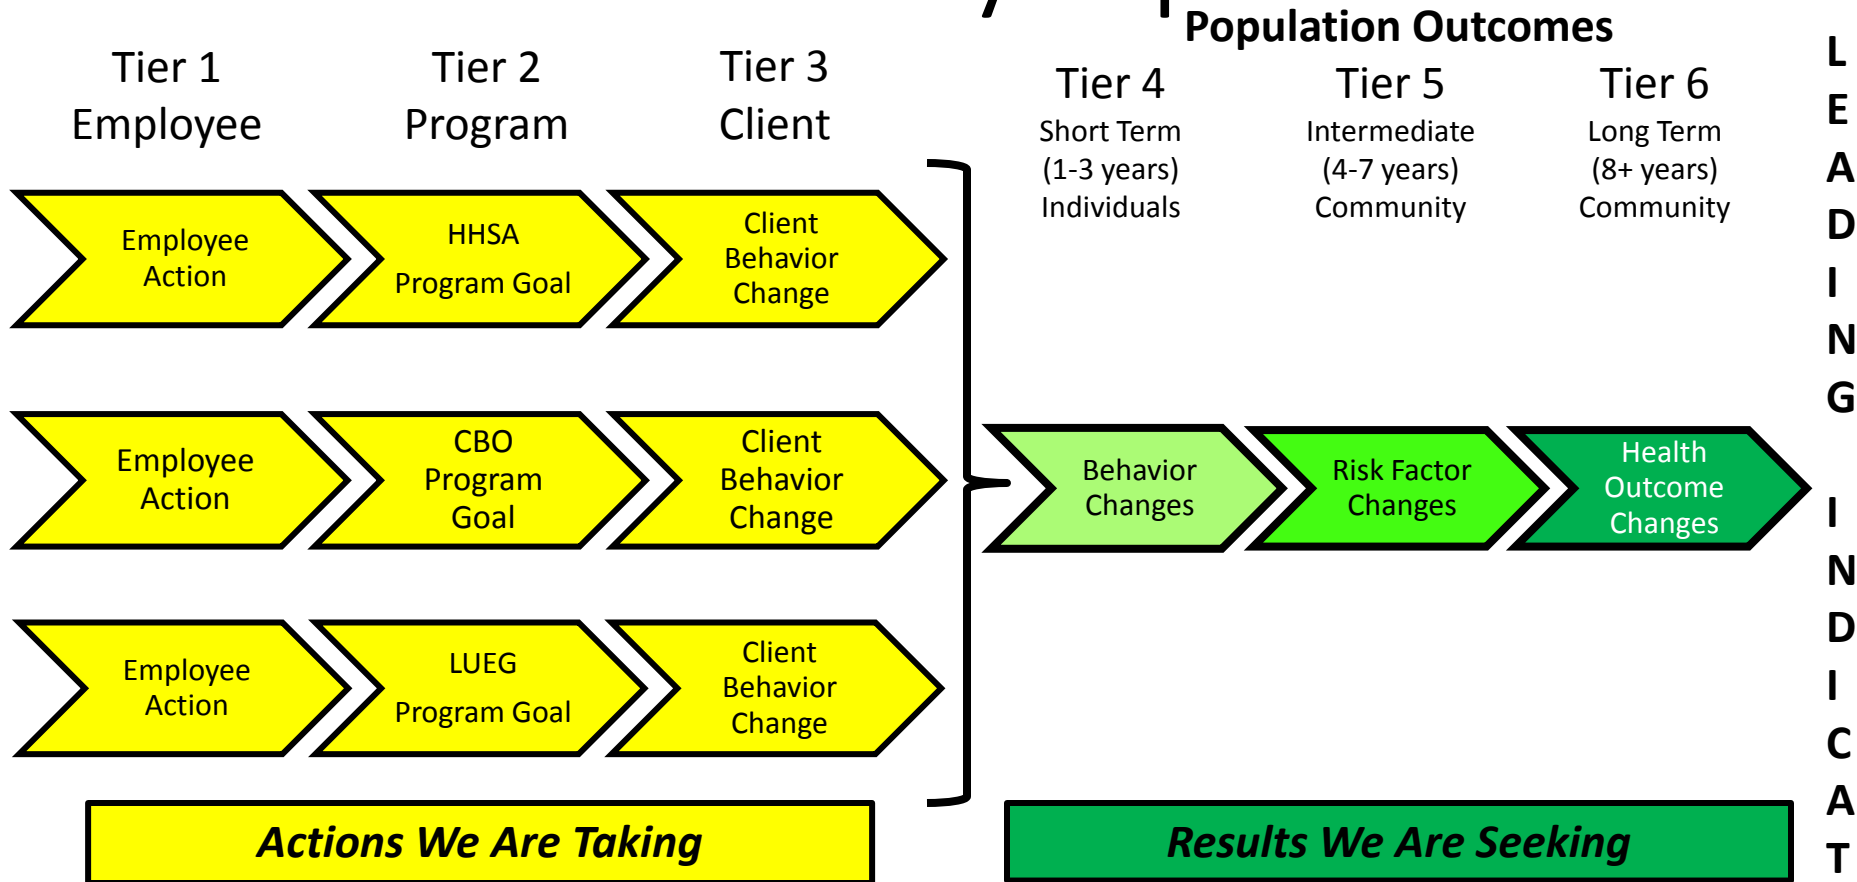 Population Outcomes
Tier 1
Employee
Tier 2
Program
Tier 3
Client
Tier 4
Short Term
(1-3 years)
Individuals
Tier 5
Intermediate
(4-7 years)
Community
Tier 6
Long Term
(8+ years)
Community
Employee
Action
HHSA
Program Goal
Client
Behavior
Change
Employee
Action
CBO
Program
Goal
Client
Behavior
Change
Employee
Action
LUEG
Program Goal
Client
Behavior
Change
Behavior
Changes
Risk Factor
Changes
Health
Outcome
Changes
Actions We Are Taking
Results We Are Seeking
L
E
A
D
I
N
G
I
N
D
I
C
A
T